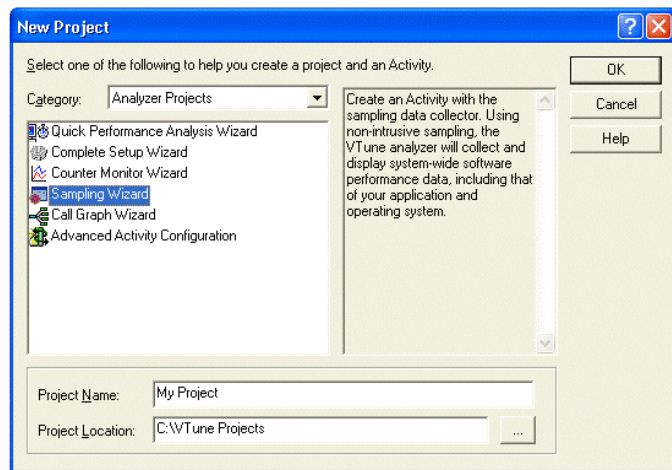 New Project
Select one of the following to help you create a project and an Activity.
Category:
Analyzer Projects
Quick Performance Analysis Wizard
Complete Setup Wizard
Counter Monitor Wizard
Sampling Wizard
Call Graph Wizard
Advanced Activity Configuration
Create an Activity with the
sampling data collector. Using
non-intrusive sampling, the
VTune analyzer will collect and
display system-wide software
performance data, including that
of your application and
operating system.
OK
Cancel
Help
Project Name:
My Project
Project Location:
C:\VTune Projects
...